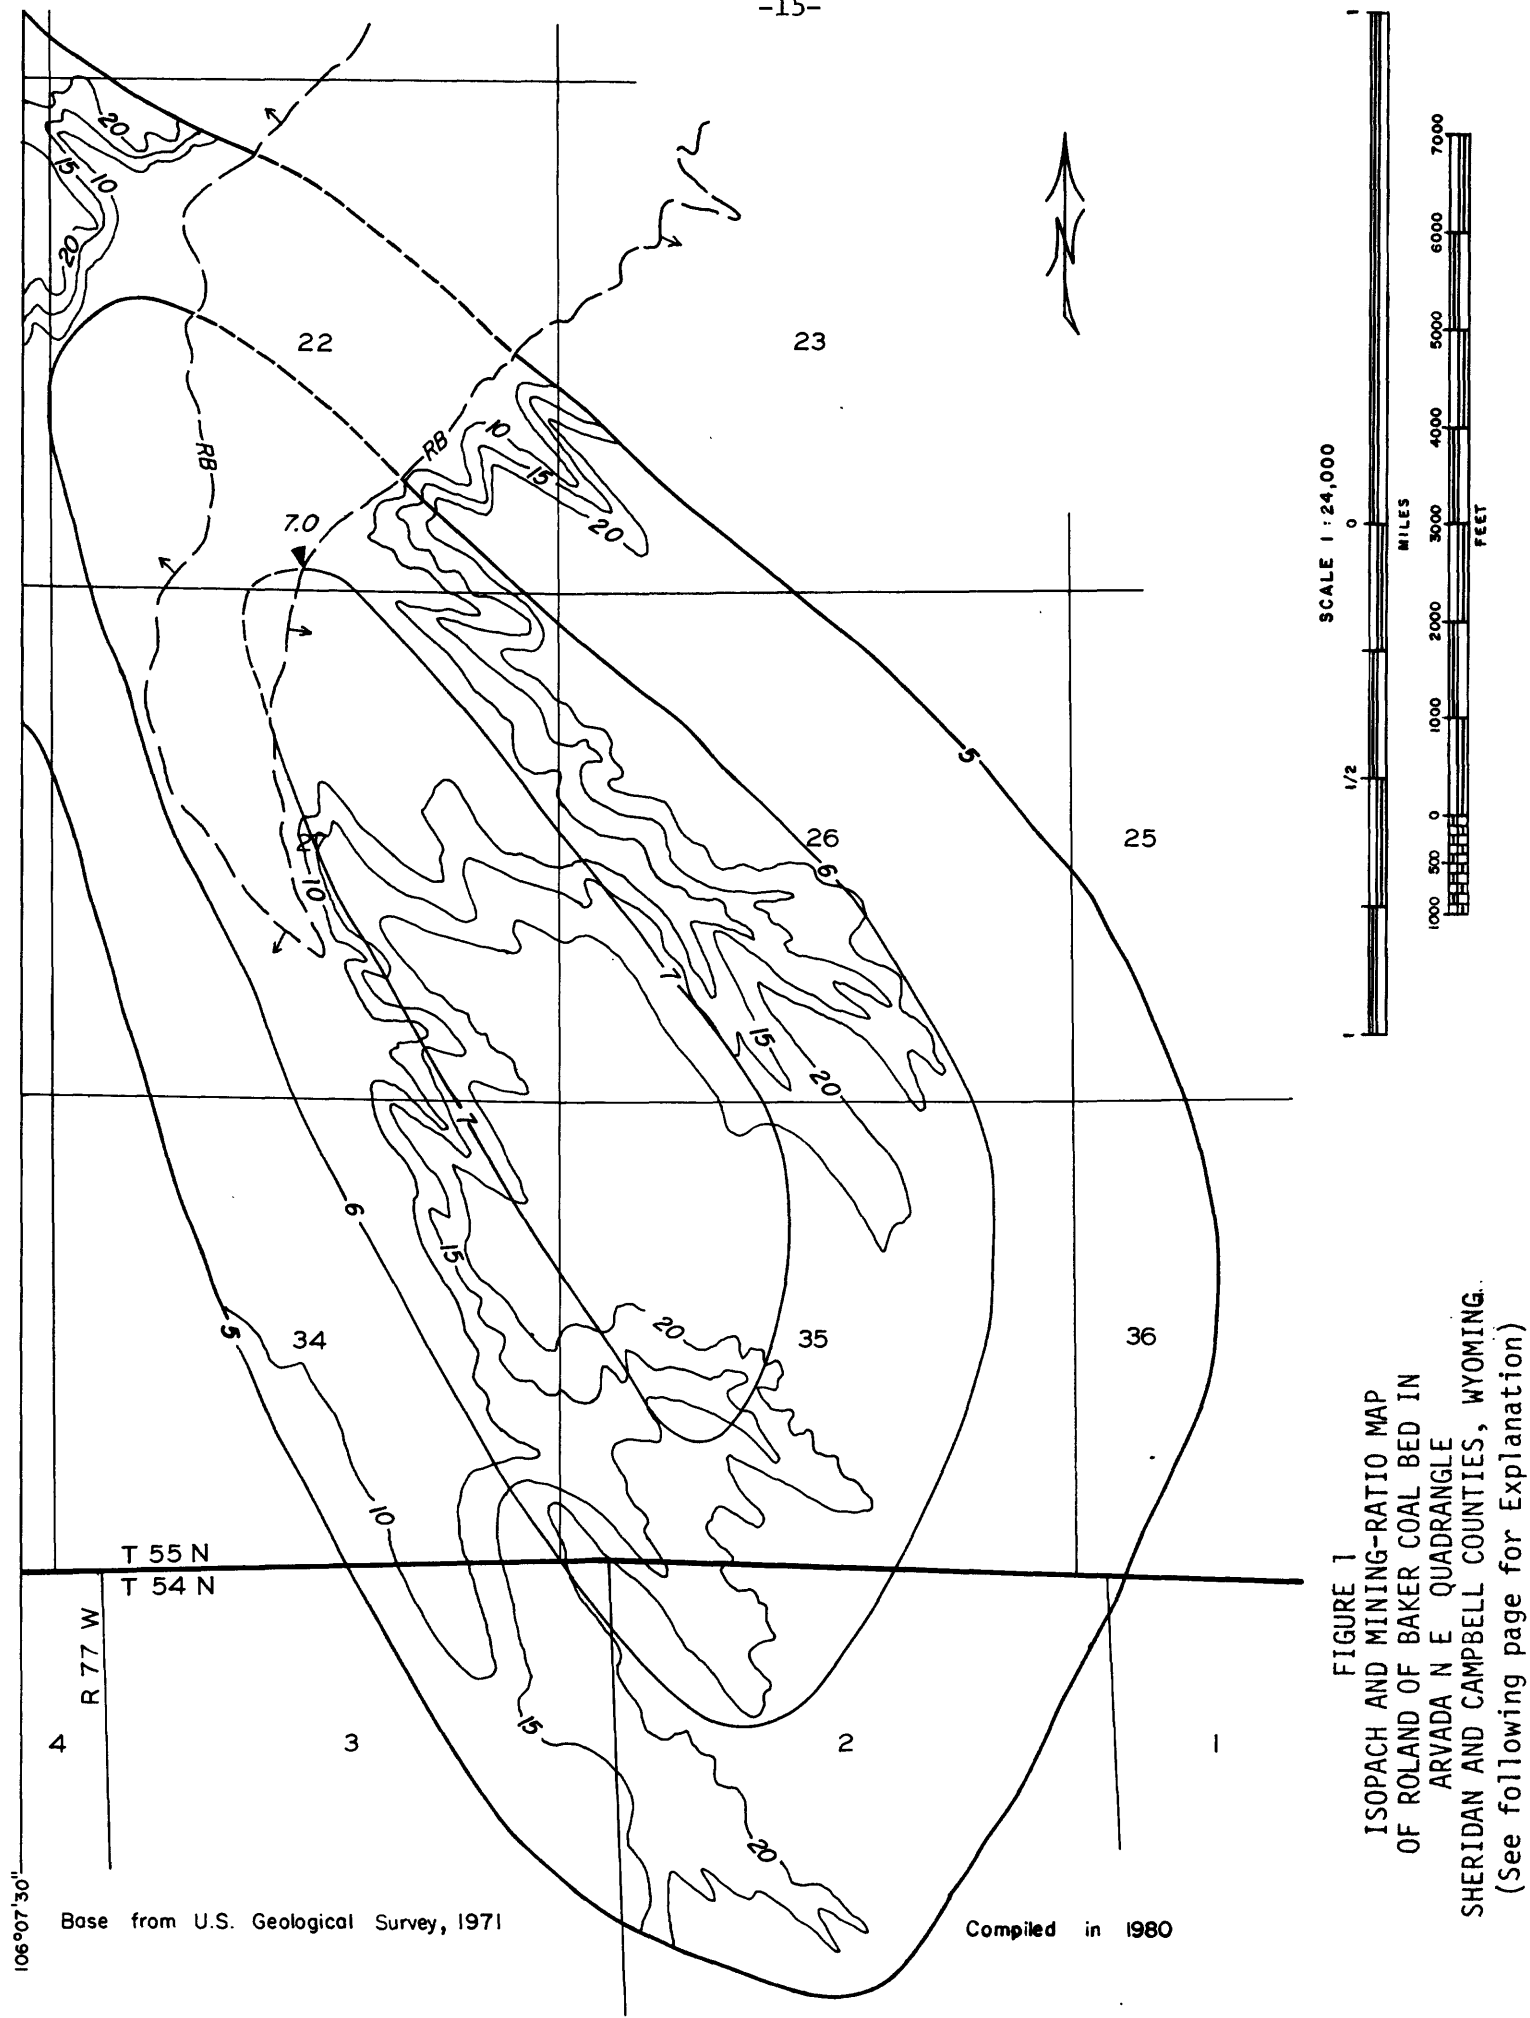 -15-
20
15
10
20
22
23
RB
RB
10
15
20
7.0
5
27
26
25
10
6
7
15
20
7
6
15
5
34
20
35
36
10
T 55 N
T 54 N
R 77 W
4
3
15
2
1
20
106°07'30"
Base from U.S. Geological Survey, 1971
Compiled in 1980
SCALE 1:24,000
1 1/2 0 1
MILES
1000 500 0 1000 2000 3000 4000 5000 6000 7000
FEET
FIGURE 1
ISOPACH AND MINING-RATIO MAP
OF ROLAND OF BAKER COAL BED IN
ARVADA N E QUADRANGLE
SHERIDAN AND CAMPBELL COUNTIES, WYOMING.
(See following page for Explanation)